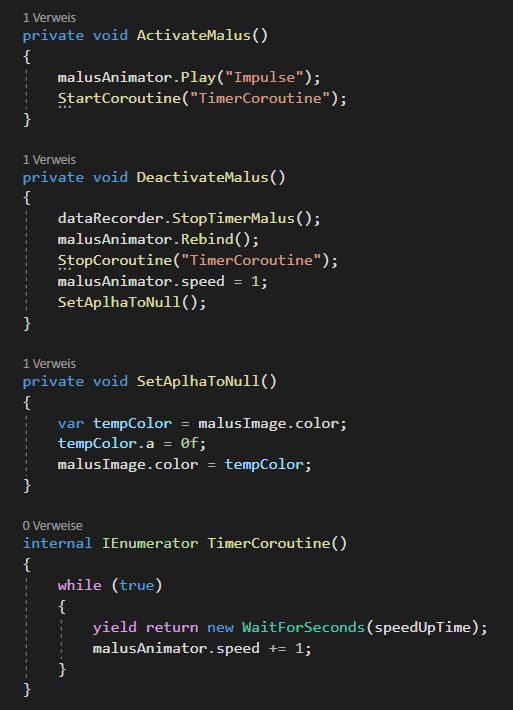 1 Verweis
private void ActivateMalus()
{
malusAnimator.Play("Impulse");
StartCoroutine("TimerCoroutine");
}
1 Verweis
private void DeactivateMalus()
{
dataRecorder.StopTimerMalus();
malusAnimator.Rebind();
StopCoroutine("TimerCoroutine");
malusAnimator.speed = 1;
SetAplhaToNull();
}
1 Verweis
private void SetAplhaToNull()
{
var tempColor = malusImage.color;
tempColor.a = 0f;
malusImage.color = tempColor;
}
0 Verweise
internal IEnumerator TimerCoroutine()
{
while (true)
{
yield return new WaitForSeconds(speedUpTime);
malusAnimator.speed += 1;
}
}